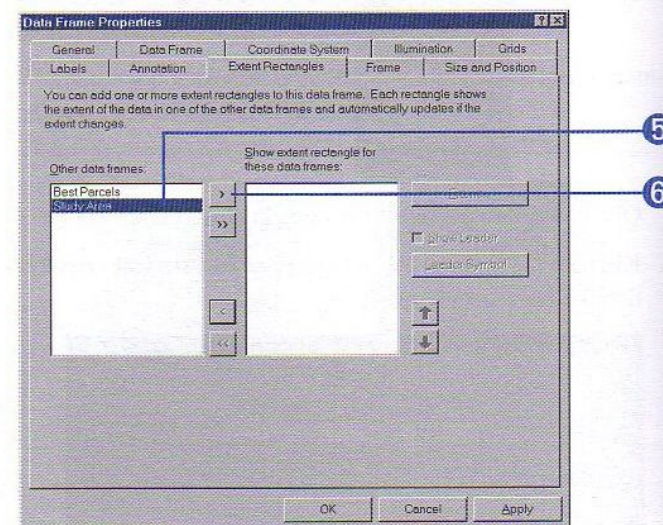 Data Frame Properties
General Data Frame Coordinate System Illumination Grids
Labels Annotation Extent Rectangles Frame Size and Position
You can add one or more extent rectangles to this data frame. Each rectangle shows
the extent of the data in one of the other data frames and automatically updates if the
extent changes.
Other data frames:
Show extent rectangle for
these data frames:
Best Parcels
Study Area
>
>>
<
<<
Show Leader
Leader Symbol...
OK Cancel Apply
5
6